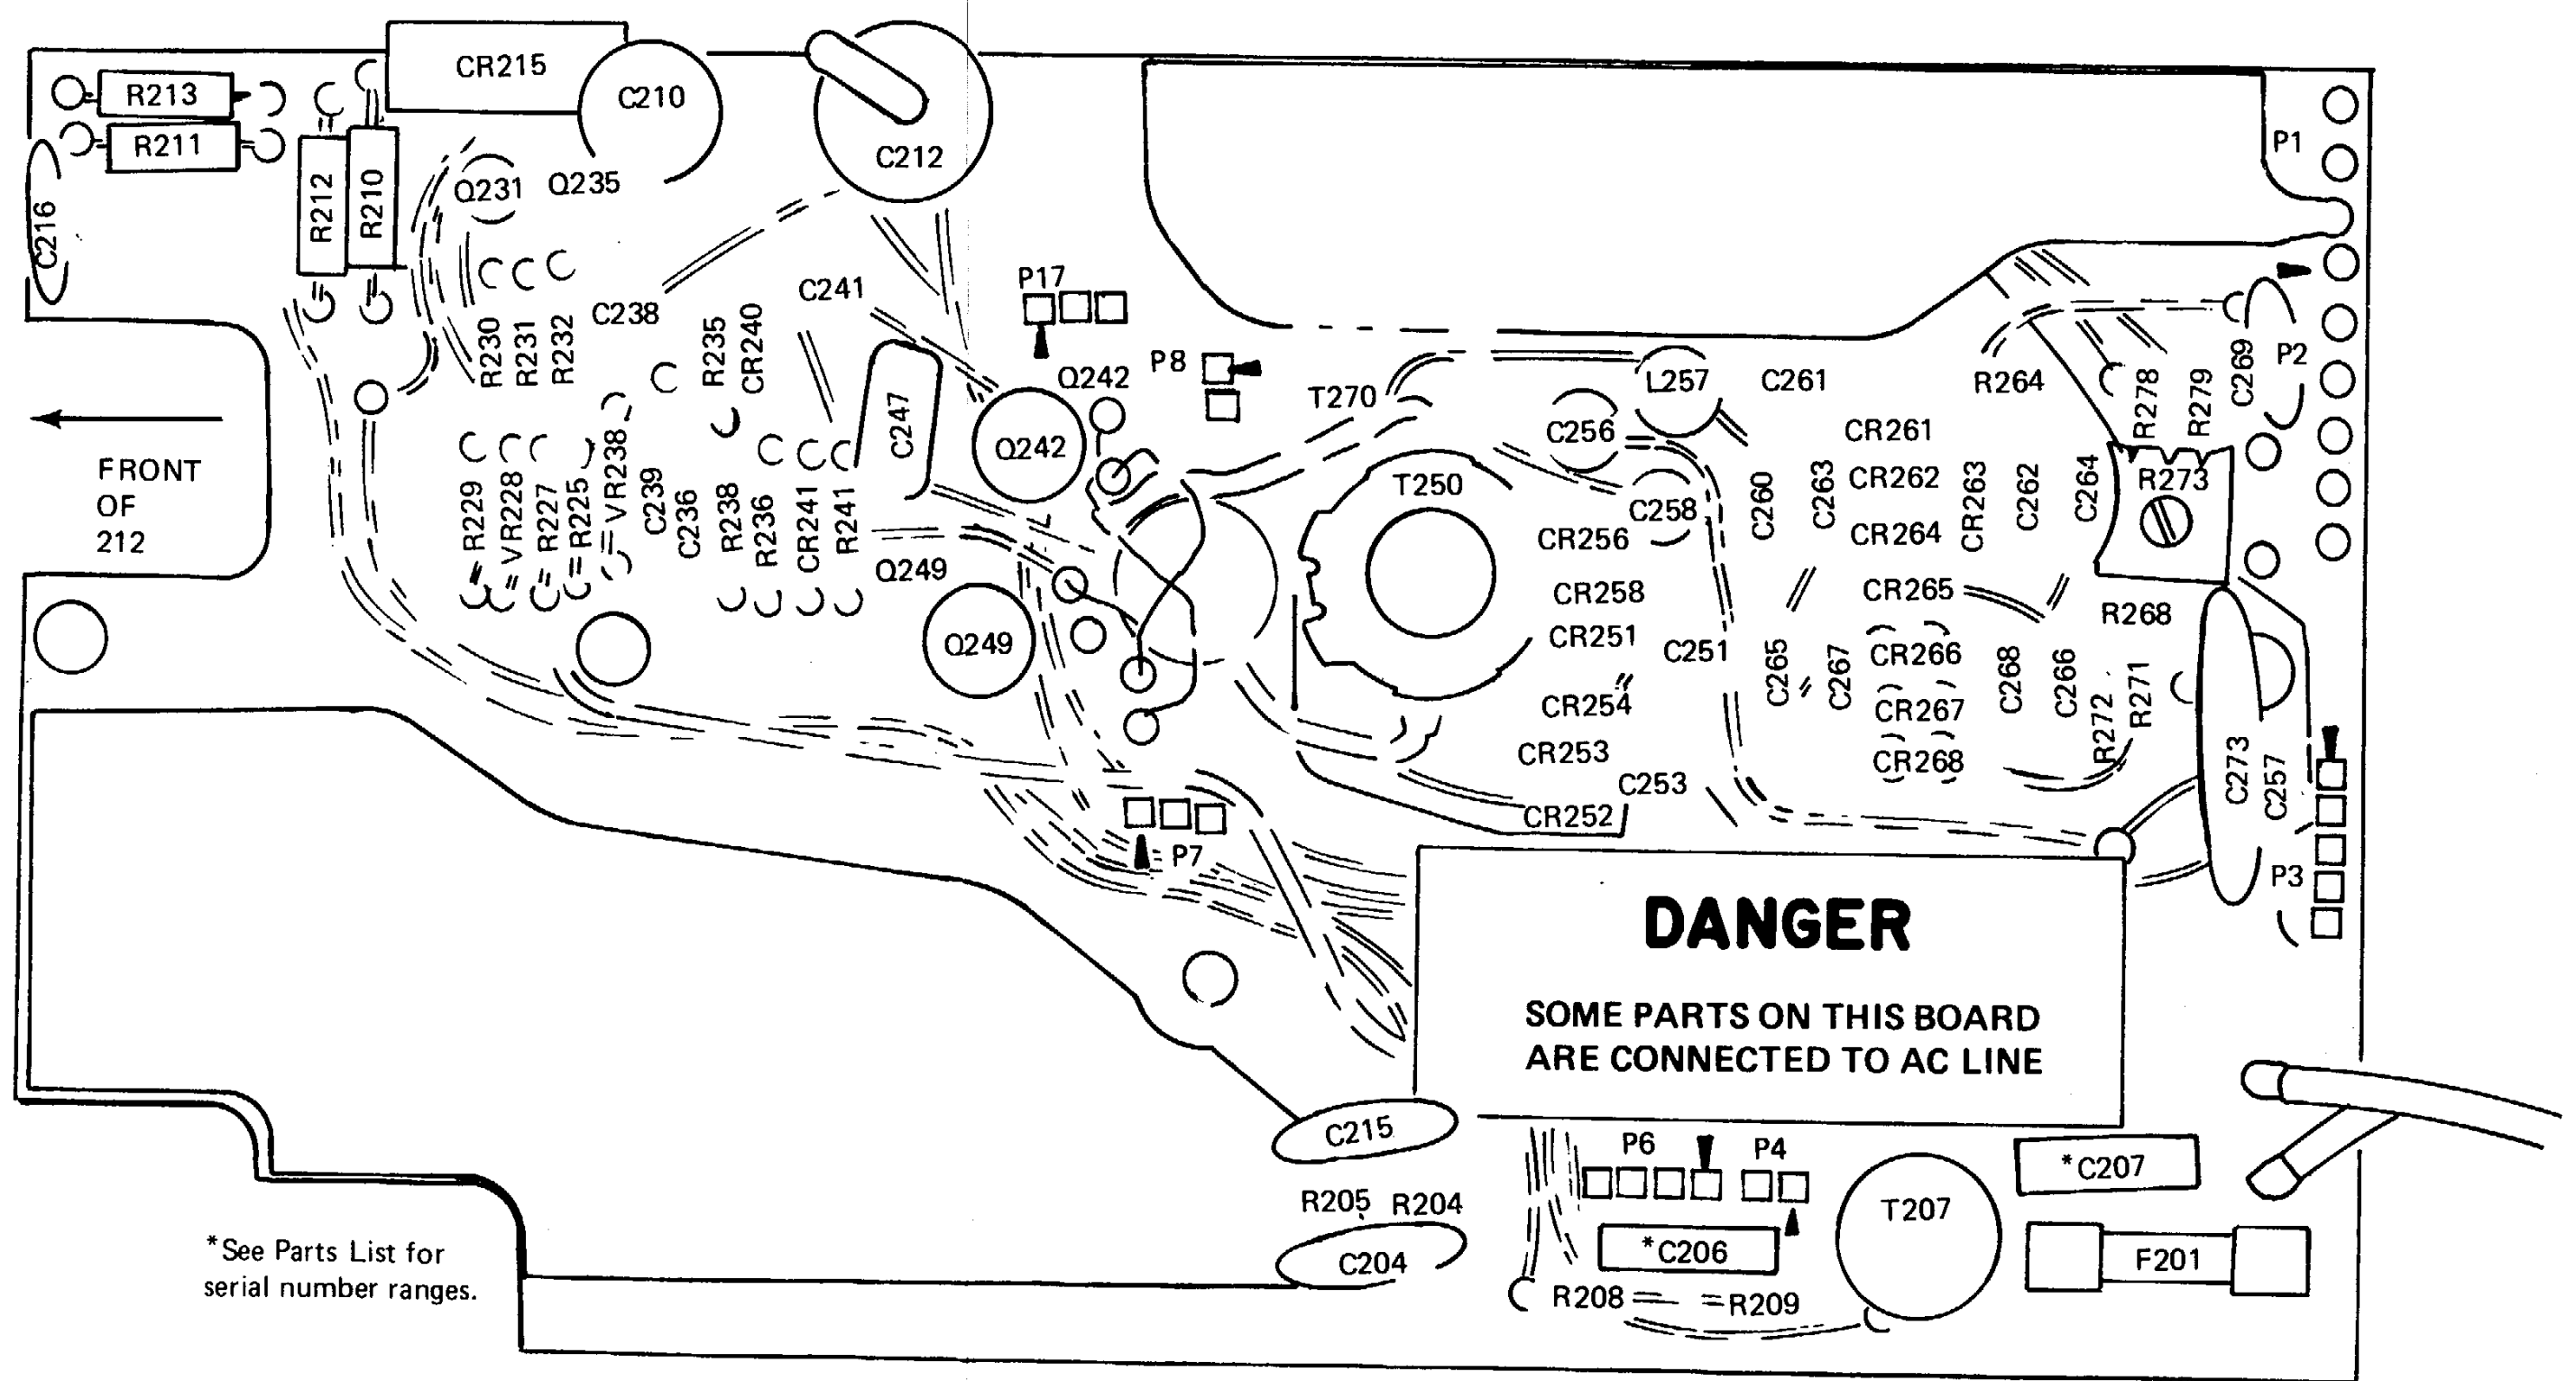 CR215
C210
C212
R213
R211
C216
R212
R210
Q231
Q235
P1
P17
C241
C238
R230
R231
R232
R235
CR240
P8
Q242
Q242
C247
T270
L257
C261
R264
R278
R279
C269
P2
C256
CR261
FRONT
OF
212
R229
VR228
R227
R225
VR238
C239
C236
R238
R236
CR241
R241
Q249
Q249
T250
C258
CR256
C260
C263
CR262
CR264
CR263
C262
C264
R273
CR258
CR265
R268
CR251
C251
C265
C267
CR266
C268
C266
R272
R271
CR254
CR267
CR253
CR268
C253
CR252
C273
C257
P7
P3
DANGER
SOME PARTS ON THIS BOARD
ARE CONNECTED TO AC LINE
C215
P6
P4
*C207
R205
R204
T207
*See Parts List for
serial number ranges.
C204
*C206
F201
R208
R209